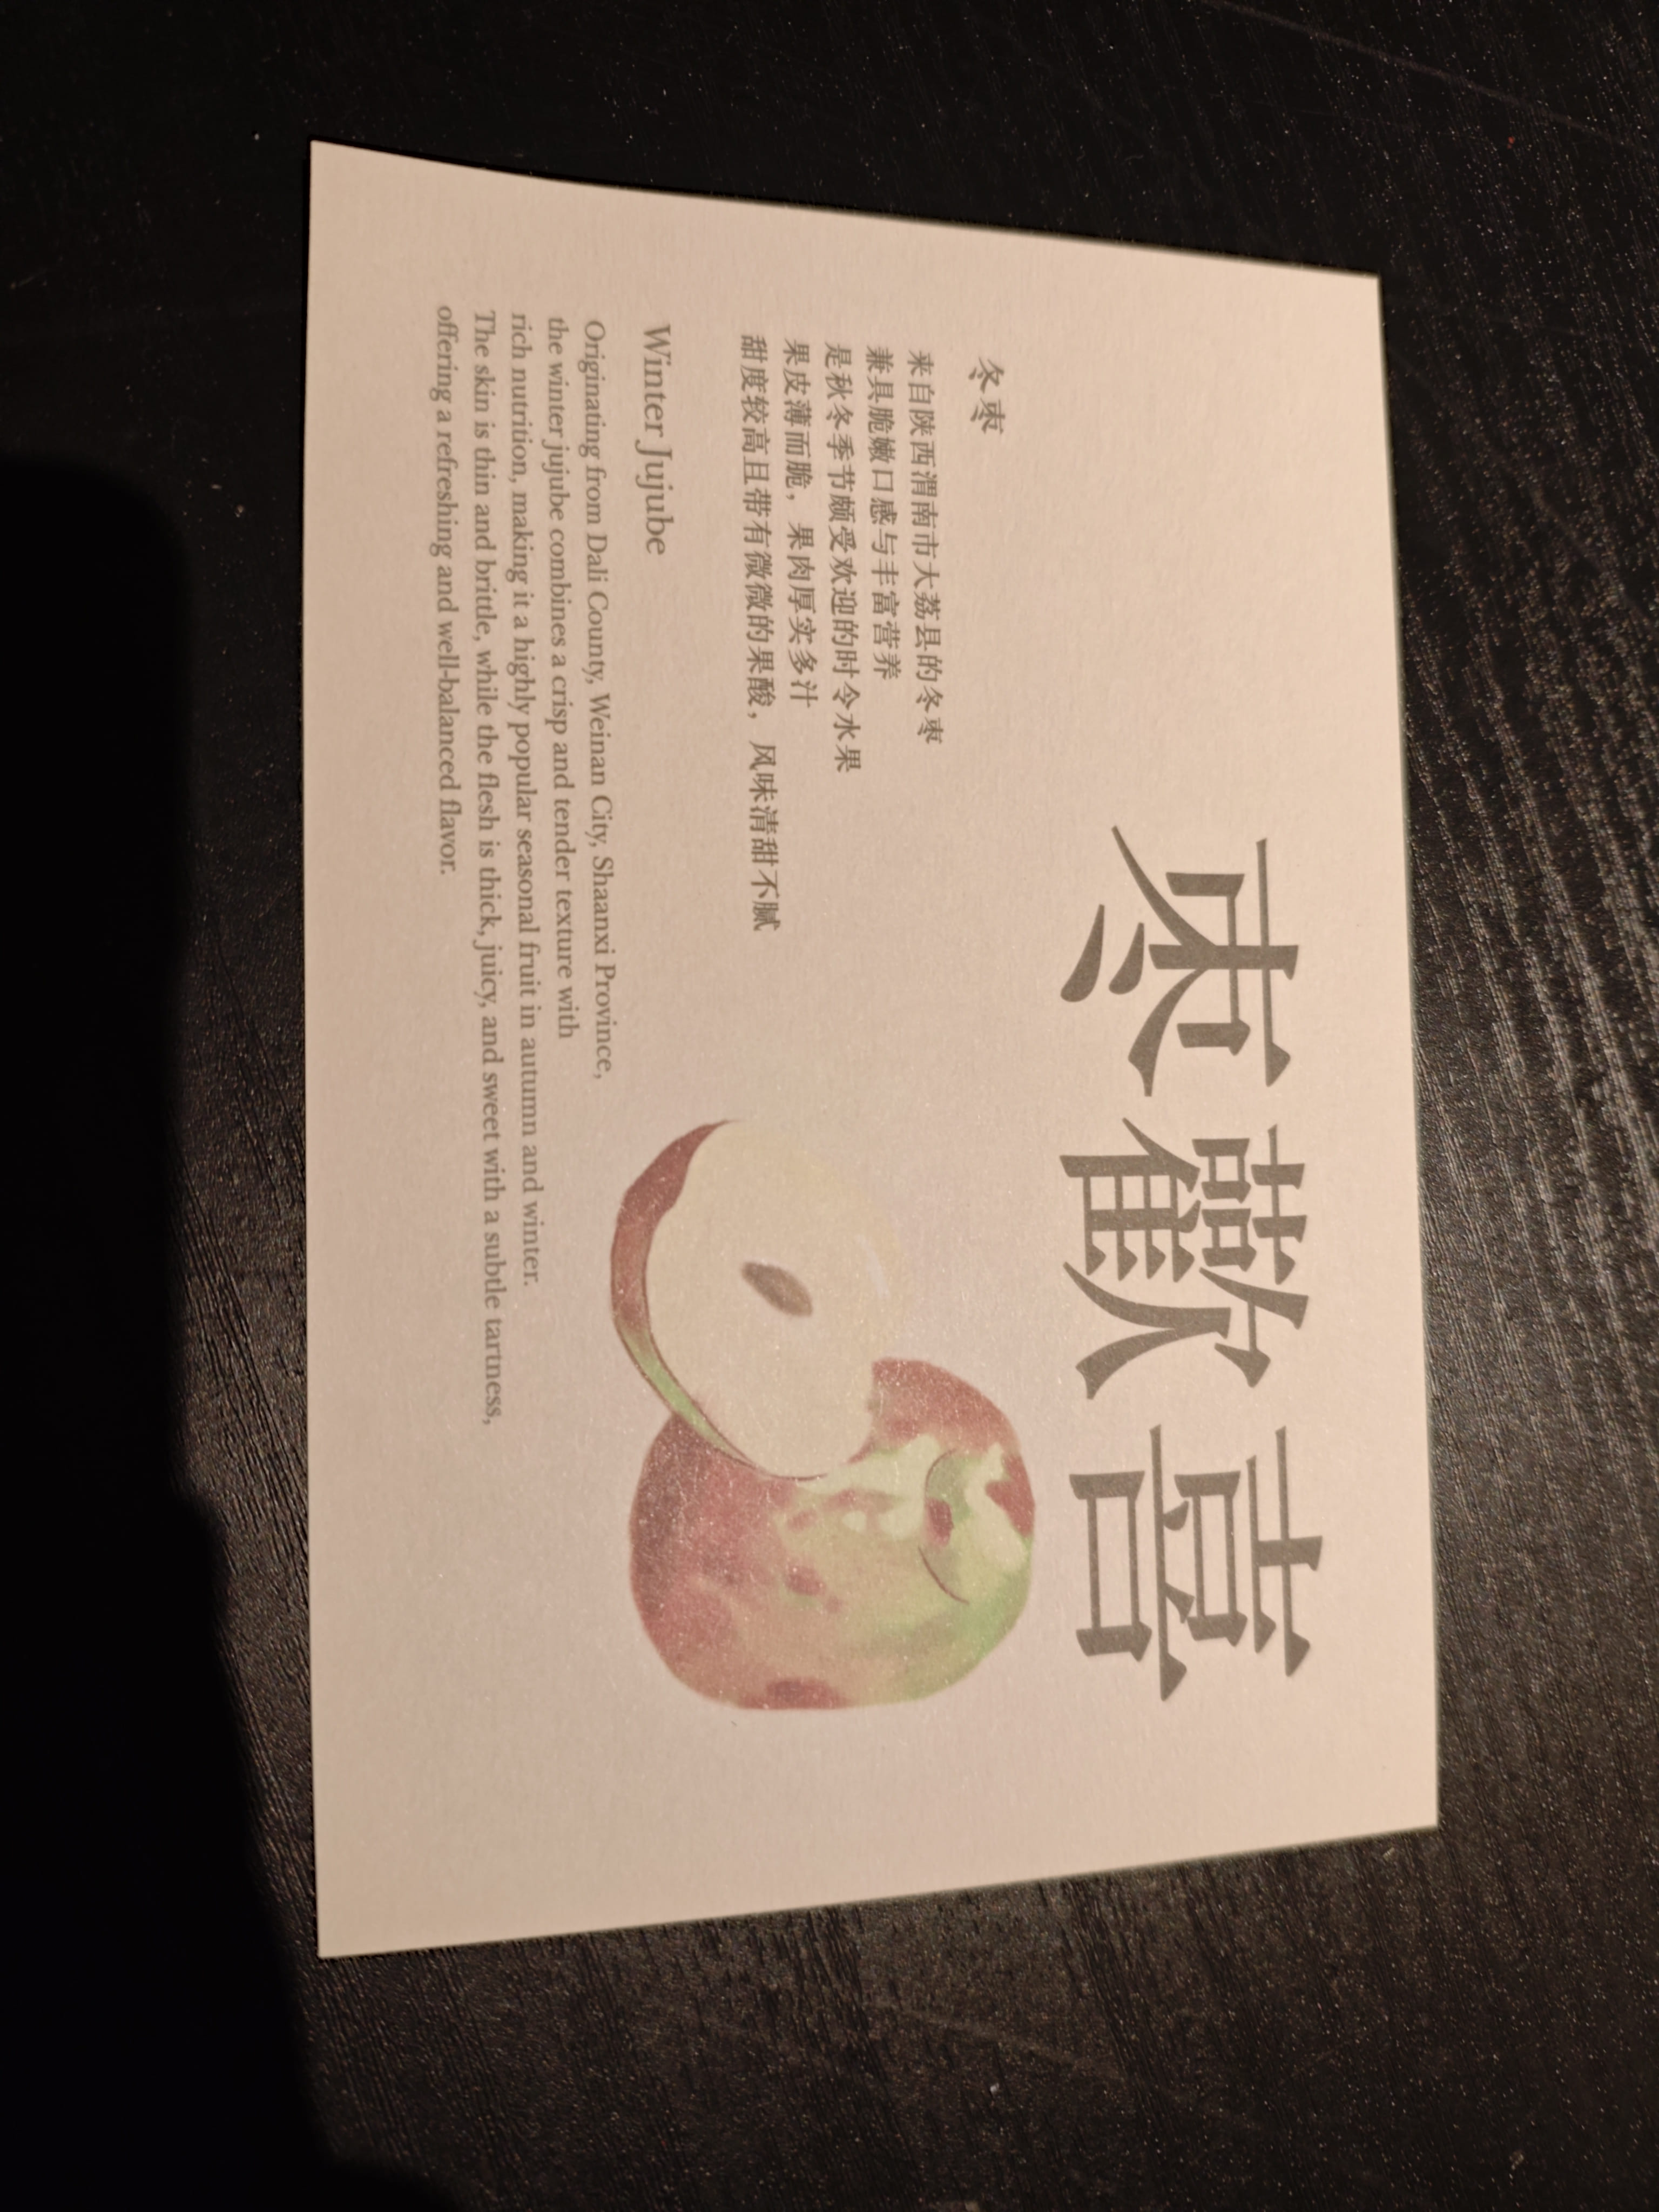 枣歡喜
冬枣
来自陕西渭南市大荔县的冬枣
兼具脆嫩口感与丰富营养
是秋冬季节颇受欢迎的时令水果
果皮薄而脆，果肉厚实多汁
甜度较高且带有微微的果酸，风味清甜不腻
Winter Jujube
Originating from Dali County, Weinan City, Shaanxi Province,
the winter jujube combines a crisp and tender texture with
rich nutrition, making it a highly popular seasonal fruit in autumn and winter.
The skin is thin and brittle, while the flesh is thick, juicy, and sweet with a subtle tartness,
offering a refreshing and well-balanced flavor.